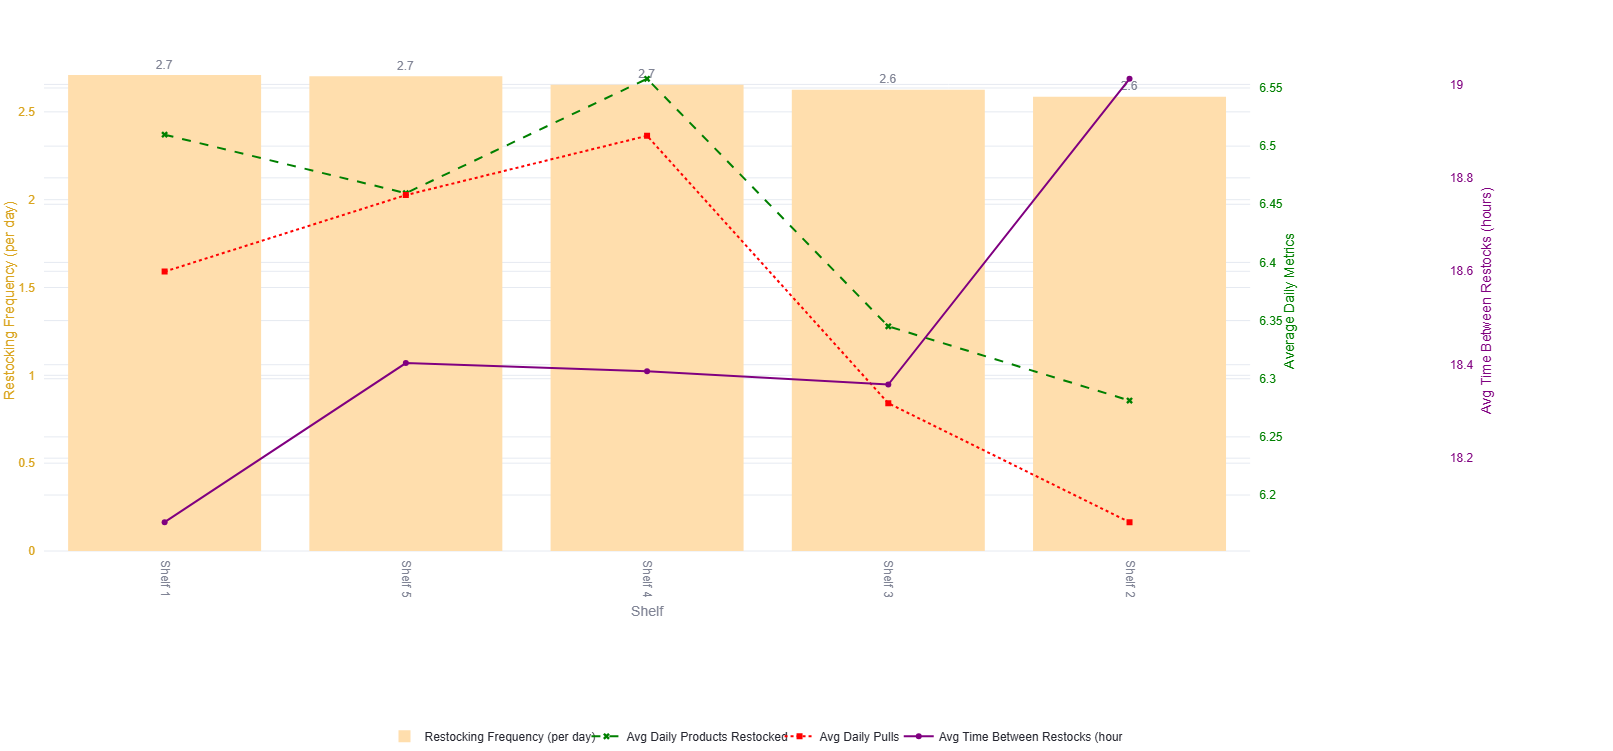 2.7
2.7
2.7
2.6
2.6
2.5
2
1.5
1
0.5
0
Restocking Frequency (per day)
6.55
6.5
6.45
6.4
6.35
6.3
6.25
6.2
Average Daily Metrics
19
18.8
18.6
18.4
18.2
Avg Time Between Restocks (hours)
Shelf 1
Shelf 5
Shelf 4
Shelf 3
Shelf 2
Shelf
Restocking Frequency (per day)
Avg Daily Products Restocked
Avg Daily Pulls
Avg Time Between Restocks (hour